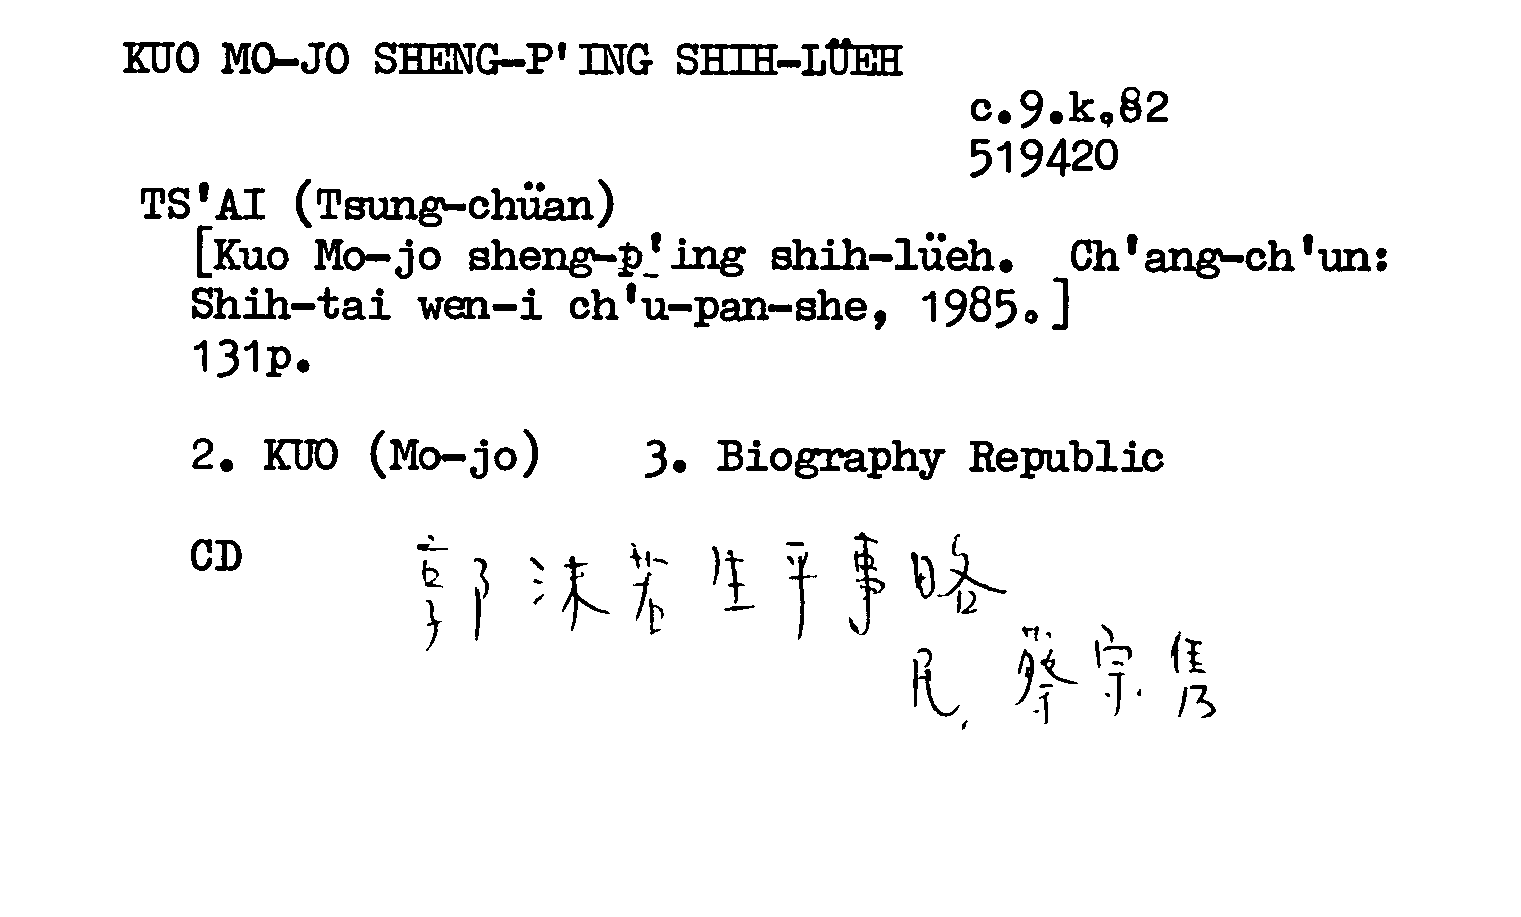 KUO MO-JO SHENG-P'ING SHIH-LÜEH
c.9.k.82
519420
TS'AI (Tsung-chüan)
[Kuo Mo-jo sheng-p'ing shih-lüeh. Ch'ang-ch'un:
Shih-tai wen-i ch'u-pan-she, 1985.]
131p.
2. KUO (Mo-jo) 3. Biography Republic
CD
郭沫若生平事略
民. 蔡宗雋